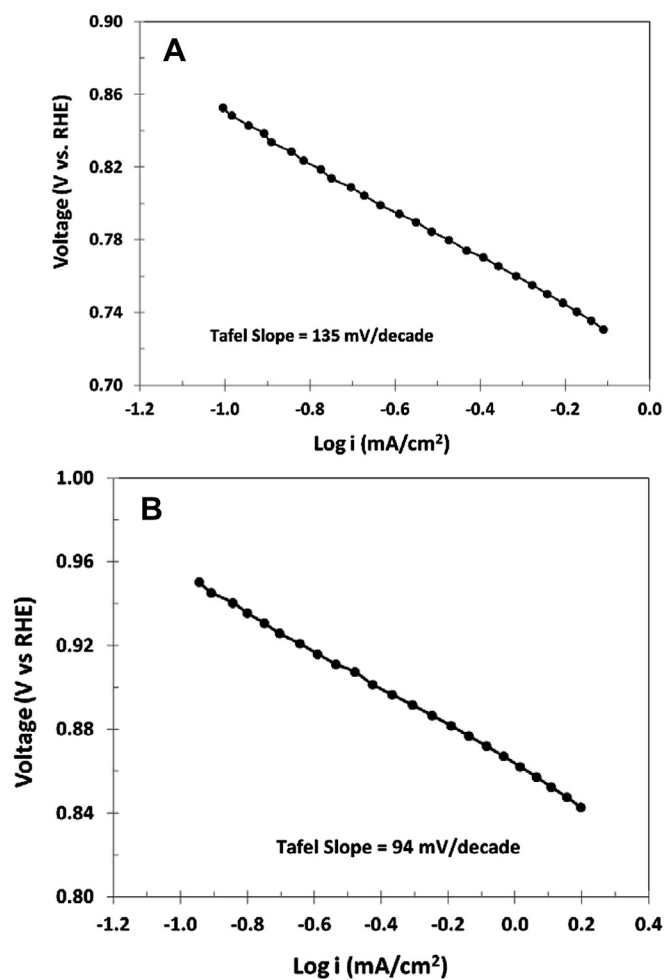 A
0.90
0.86
0.82
0.78
0.74
0.70
Voltage (V vs. RHE)
Tafel Slope = 135 mV/decade
-1.2 -1.0 -0.8 -0.6 -0.4 -0.2 0.0
Log i (mA/cm²)
B
1.00
0.96
0.92
0.88
0.84
0.80
Voltage (V vs RHE)
Tafel Slope = 94 mV/decade
-1.2 -1.0 -0.8 -0.6 -0.4 -0.2 0.0 0.2 0.4
Log i (mA/cm²)